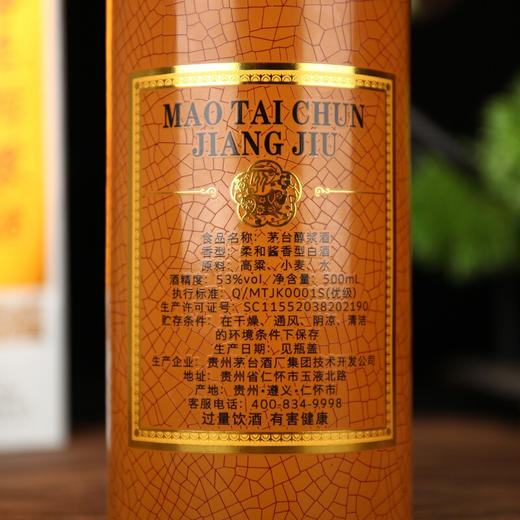 MAO TAI CHUN
JIANG JIU
食品名称：茅台醇浆酒
香型：柔和酱香型白酒
原料：高粱、小麦、水
酒精度：53%vol／净含量：500mL
执行标准：Q/MTJK0001S(优级)
生产许可证号：SC11552038202190
贮存条件：在干燥、通风、阴凉、清洁
的环境条件下保存
生产日期：见瓶盖
生产企业：贵州茅台酒厂集团技术开发公司
地址：贵州省仁怀市玉液北路
产地：贵州·遵义·仁怀市
客服电话：400-834-9998
过量饮酒 有害健康